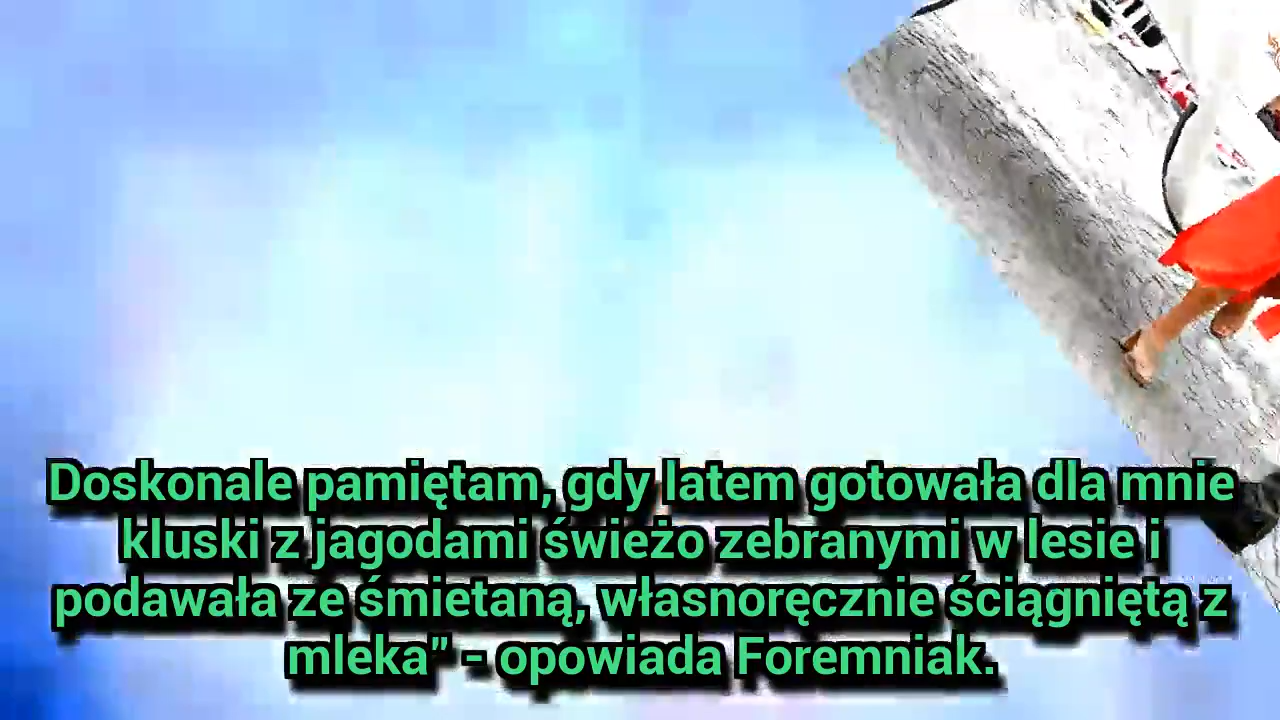 Doskonale pamiętam, gdy latem gotowała dla mnie
kluski z jagodami świeżo zebranymi w lesie i
podawała ze śmietaną, własnoręcznie ściągniętą z
mleka” - opowiada Foremniak.